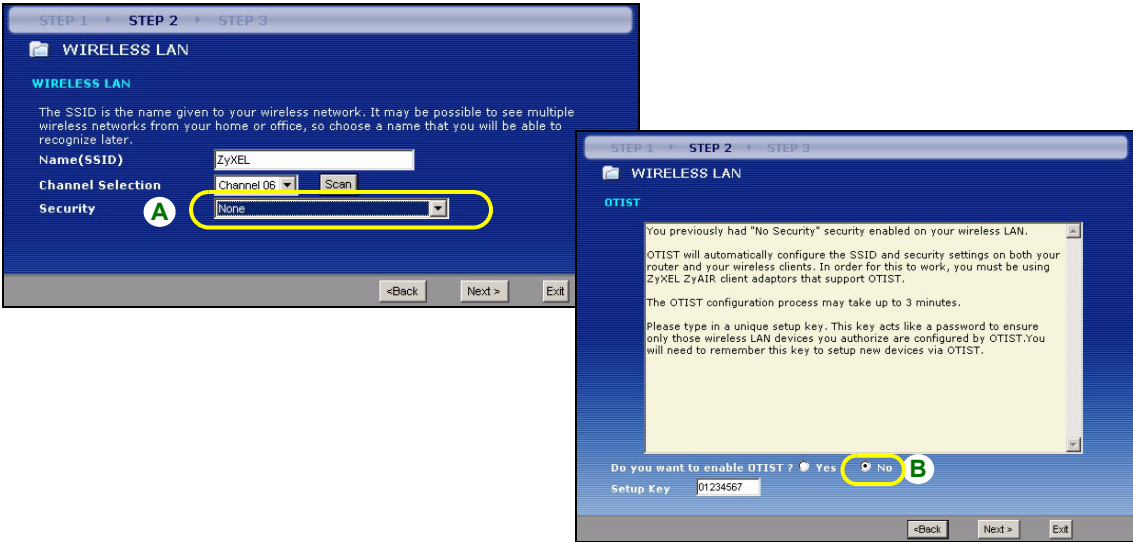 STEP 1 STEP 2 STEP 3
WIRELESS LAN
WIRELESS LAN
The SSID is the name given to your wireless network. It may be possible to see multiple
wireless networks from your home or office, so choose a name that you will be able to
recognize later.
Name(SSID) ZyXEL
Channel Selection Channel 06 Scan
Security A None
<Back Next > Exit
STEP 1 STEP 2 STEP 3
WIRELESS LAN
OTIST
You previously had "No Security" security enabled on your wireless LAN.
OTIST will automatically configure the SSID and security settings on both your
router and your wireless clients. In order for this to work, you must be using
ZyXEL ZyAIR client adaptors that support OTIST.
The OTIST configuration process may take up to 3 minutes.
Please type in a unique setup key. This key acts like a password to ensure
only those wireless LAN devices you authorize are configured by OTIST.You
will need to remember this key to setup new devices via OTIST.
Do you want to enable OTIST ? Yes No B
Setup Key 01234567
<Back Next > Exit